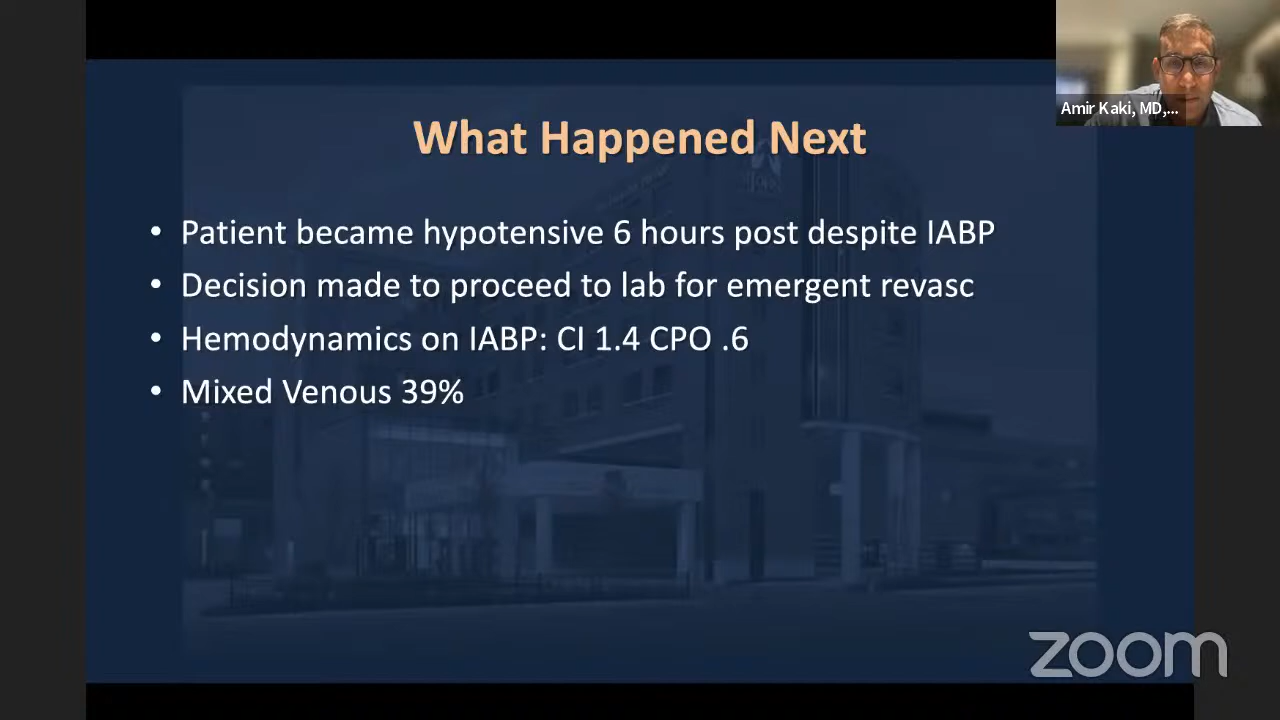 Amir Kaki, MD,...
What Happened Next
• Patient became hypotensive 6 hours post despite IABP
• Decision made to proceed to lab for emergent revasc
• Hemodynamics on IABP: CI 1.4 CPO .6
• Mixed Venous 39%
zoom